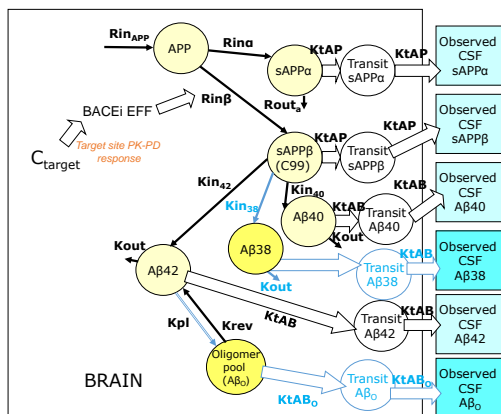 Rin_APP
APP
Rinα
KtAP
sAPPα
Transit
sAPPα
KtAP
Observed
CSF
sAPPα
Rout_a
BACEi EFF
Rinβ
Target site PK-PD
response
C_target
KtAP
sAPPβ
(C99)
Transit
sAPPβ
KtAP
Observed
CSF
sAPPβ
Kin_42
Kin_38
Kin_40
KtAB
Aβ40
Kout
Transit
Aβ40
KtAB
Observed
CSF
Aβ40
Aβ38
Kout
Transit
Aβ38
KtAB
Observed
CSF
Aβ38
Kout
Aβ42
KtAB
Transit
Aβ42
KtAB
Observed
CSF
Aβ42
Kpl
Krev
Oligomer
pool
(Aβ_O)
KtAB_O
Transit
Aβ_O
KtAB_O
Observed
CSF
Aβ_O
BRAIN